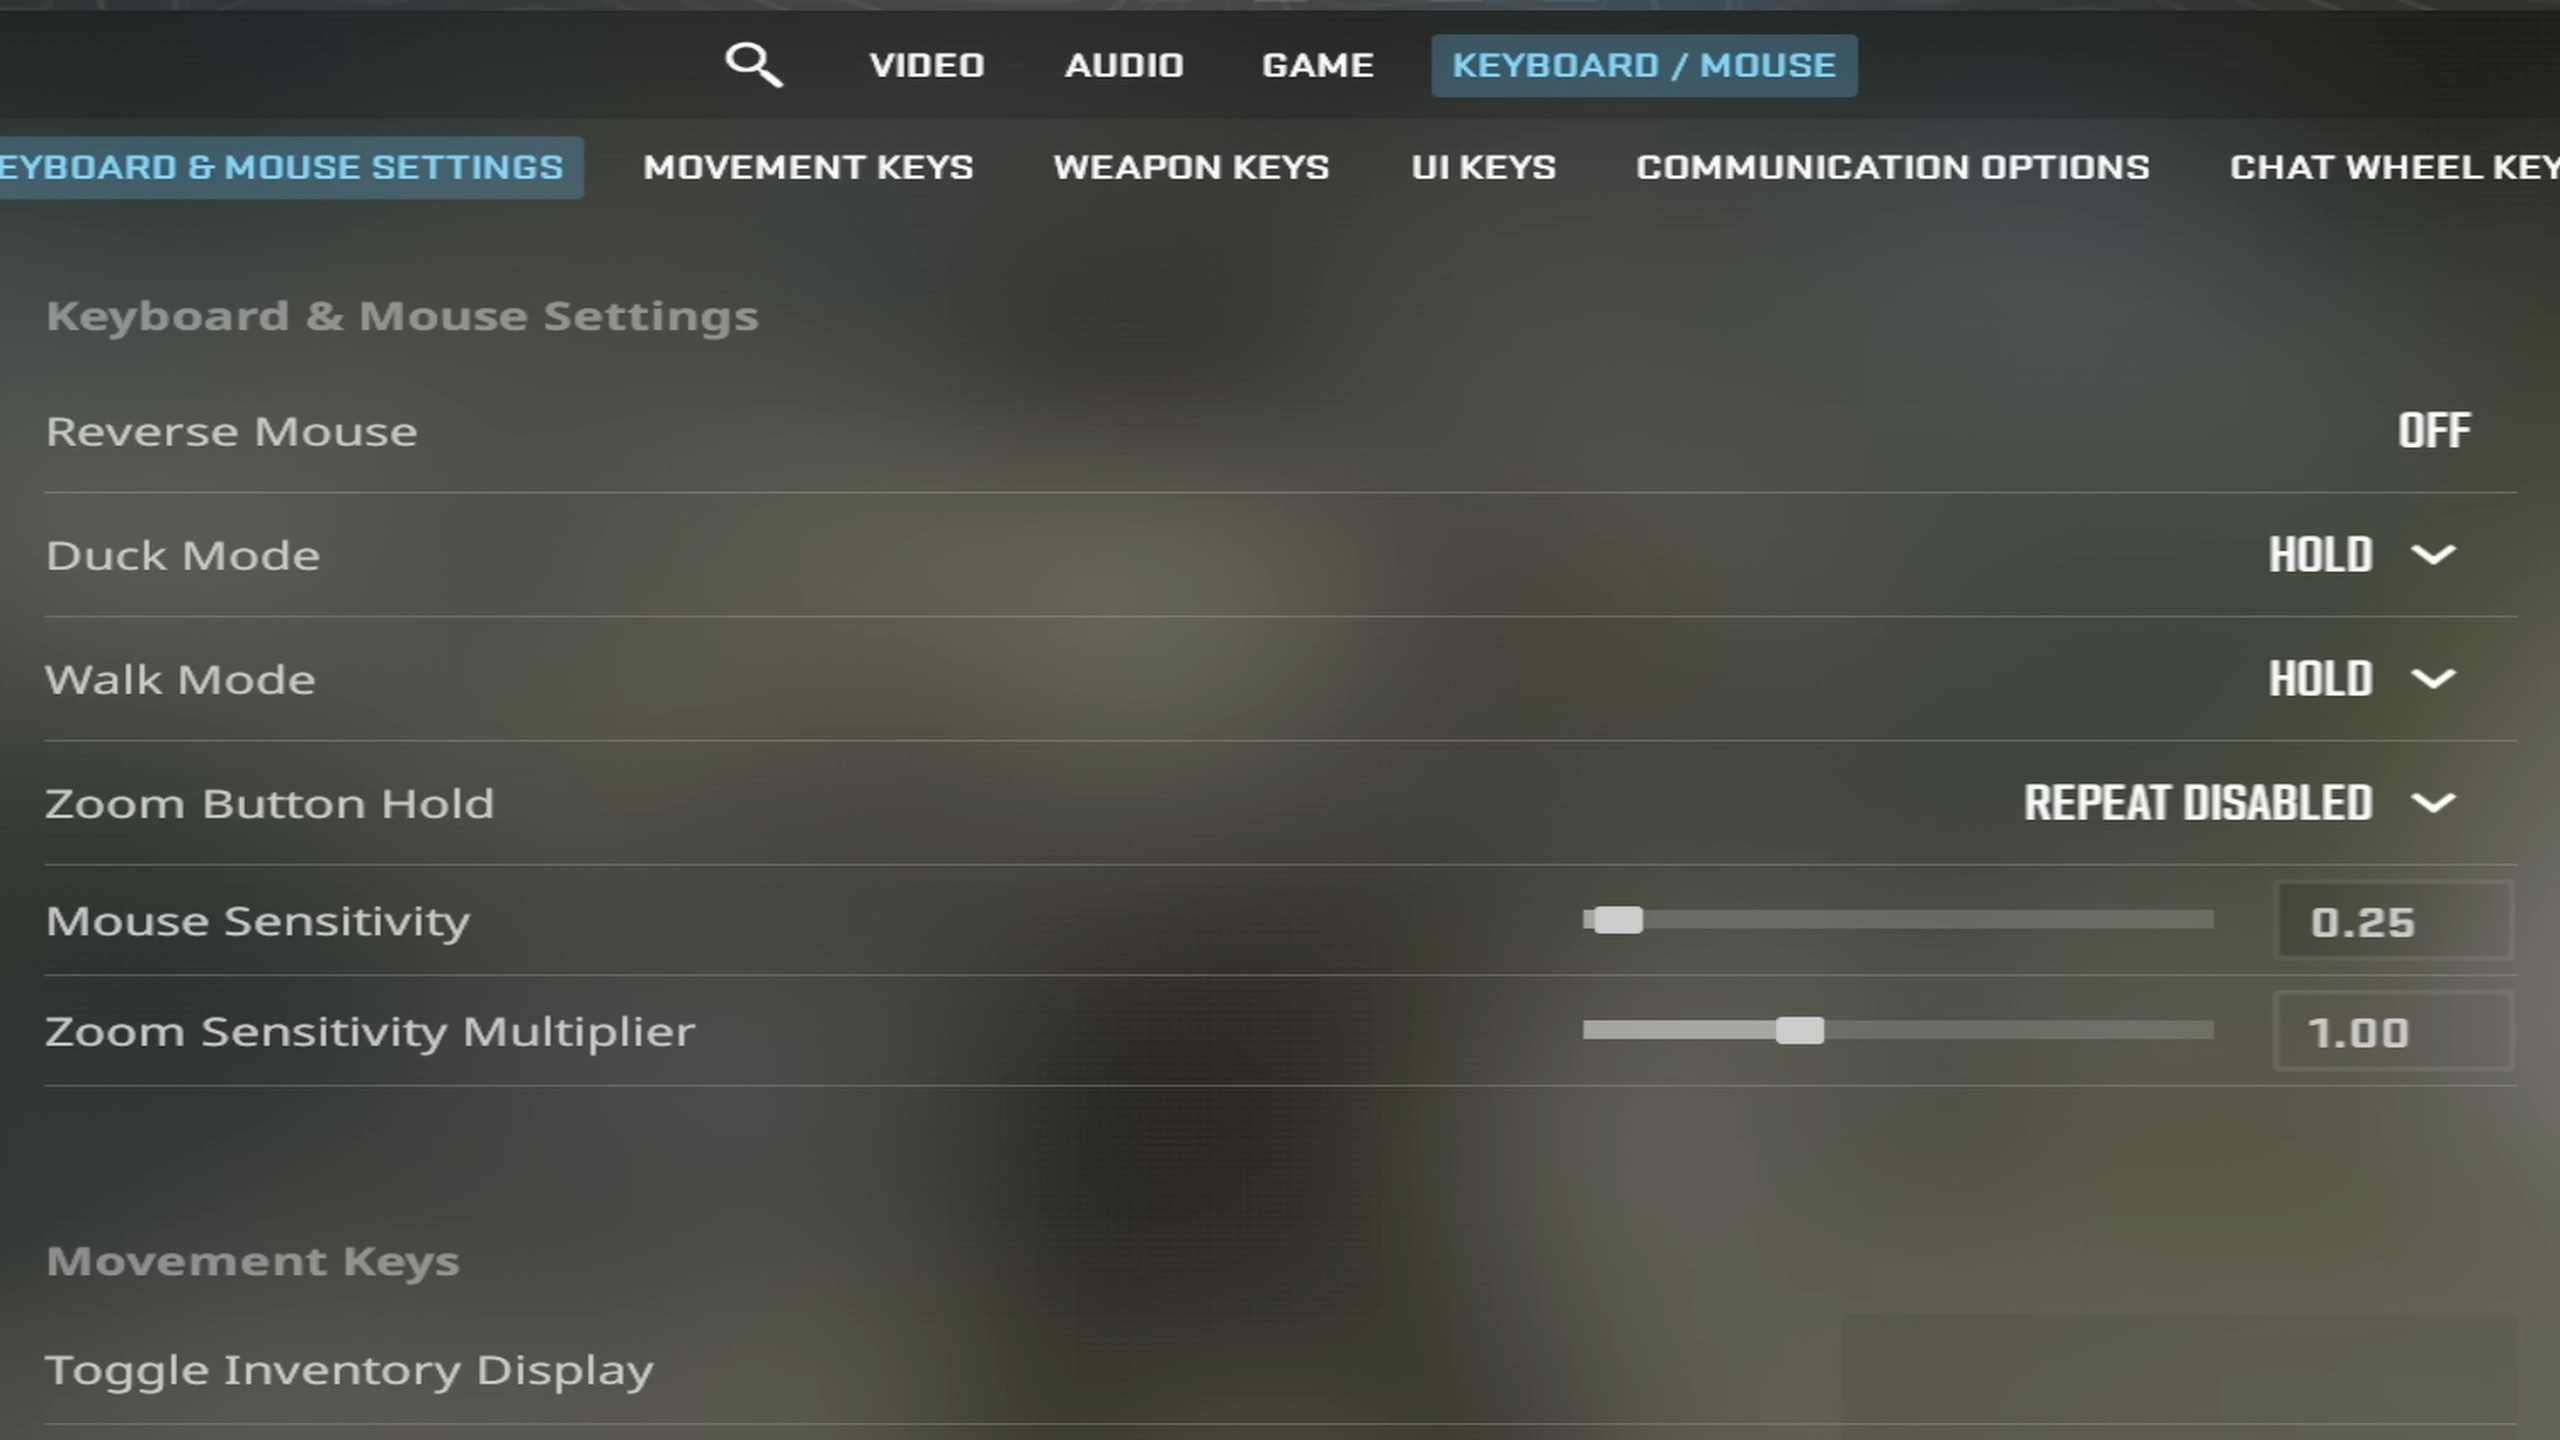 VIDEO AUDIO GAME KEYBOARD / MOUSE
EYBOARD & MOUSE SETTINGS MOVEMENT KEYS WEAPON KEYS UI KEYS COMMUNICATION OPTIONS CHAT WHEEL KEY
Keyboard & Mouse Settings
Reverse Mouse OFF
Duck Mode HOLD
Walk Mode HOLD
Zoom Button Hold REPEAT DISABLED
Mouse Sensitivity 0.25
Zoom Sensitivity Multiplier 1.00
Movement Keys
Toggle Inventory Display